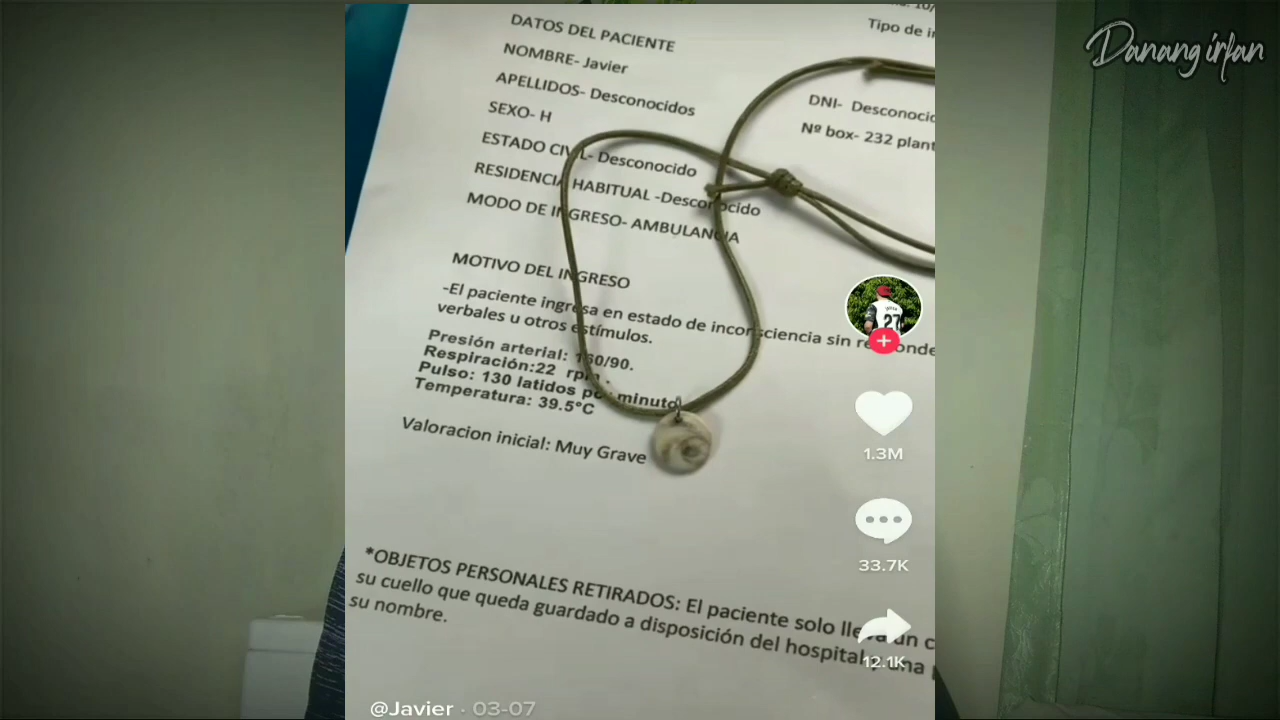 Danang irfan
DATOS DEL PACIENTE
Tipo de
NOMBRE- Javier
APELLIDOS- Desconocidos
DNI-
SEXO- H
Nº box- 232
ESTADO CIVIL- Desconocido
RESIDENCIA HABITUAL -Desconocido
MODO DE INGRESO- AMBULANCIA
MOTIVO DEL INGRESO
-El paciente ingresa en estado de inconsciencia sin
verbales u otros estímulos.
Presión arterial: 160/90.
Respiración:22 rpm.
Pulso: 130 latidos por minuto
Temperatura: 39.5°C
Valoracion inicial: Muy Grave
*OBJETOS PERSONALES RETIRADOS: El paciente solo lleva un
su cuello que queda guardado a disposición del hospital, una
su nombre.
27
1.3M
33.7K
12.1K
@Javier · 03-07